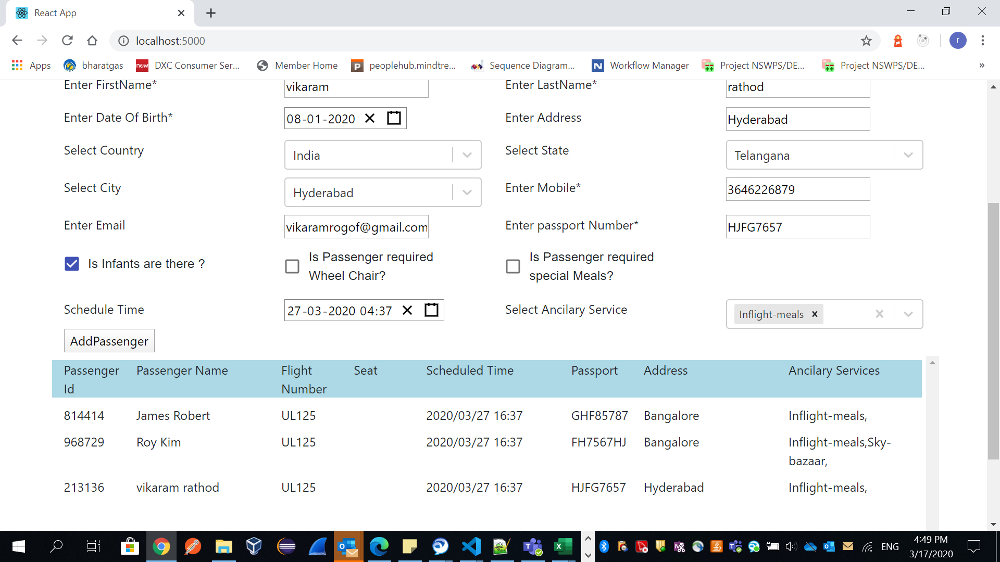 React App
localhost:5000
r
Apps
bharatgas
now
DXC Consumer Ser...
Member Home
P
peoplehub.mindtre...
Sequence Diagram...
N
Workflow Manager
Project NSWPS/DE...
Project NSWPS/DE...
»
Enter FirstName*
vikaram
Enter LastName*
rathod
Enter Date Of Birth*
08-01-2020
Enter Address
Hyderabad
Select Country
India
Select State
Telangana
Select City
Hyderabad
Enter Mobile*
3646226879
Enter Email
vikaramrogof@gmail.com
Enter passport Number*
HJFG7657
Is Infants are there ?
Is Passenger required
Wheel Chair?
Is Passenger required
special Meals?
Schedule Time
27-03-2020 04:37
Select Ancilary Service
Inflight-meals
AddPassenger
Passenger Id Passenger Name Flight Number Seat Scheduled Time Passport Address Ancilary Services
814414 James Robert UL125 2020/03/27 16:37 GHF85787 Bangalore Inflight-meals,
968729 Roy Kim UL125 2020/03/27 16:37 FH7567HJ Bangalore Inflight-meals,Sky-
bazaar,
213136 vikaram rathod UL125 2020/03/27 16:37 HJFG7657 Hyderabad Inflight-meals,
ENG
4:49 PM
3/17/2020